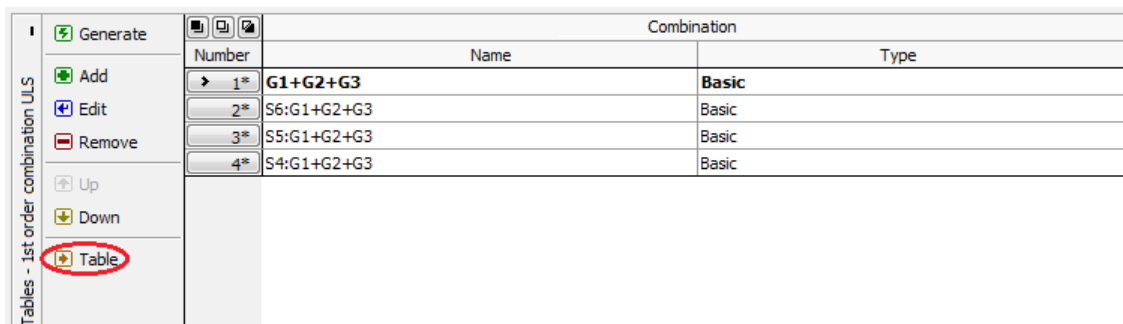 Tables - 1st order combination ULS
Generate
Add
Edit
Remove
Up
Down
Table
Combination
Number Name Type
1* G1+G2+G3 Basic
2* S6:G1+G2+G3 Basic
3* S5:G1+G2+G3 Basic
4* S4:G1+G2+G3 Basic